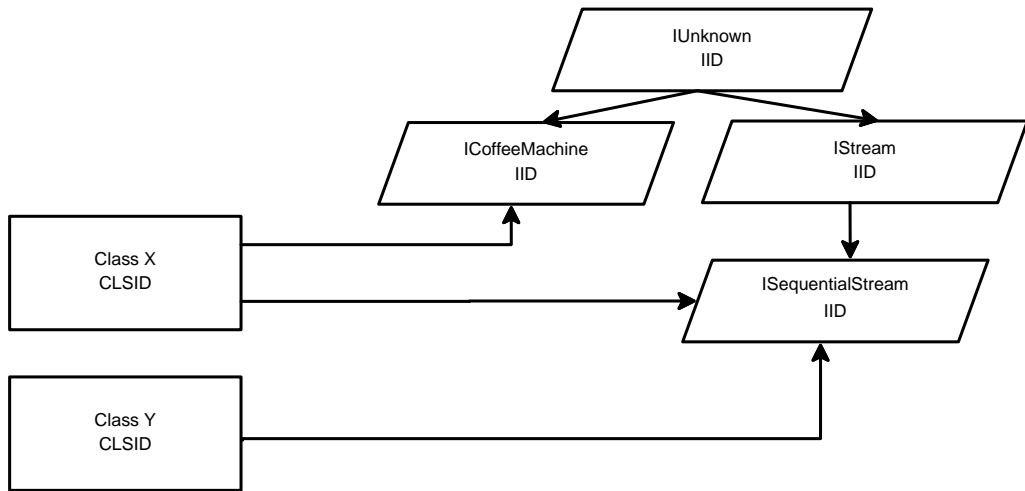 IUnknown
IID
ICoffeeMachine
IID
IStream
IID
Class X
CLSID
ISequentialStream
IID
Class Y
CLSID